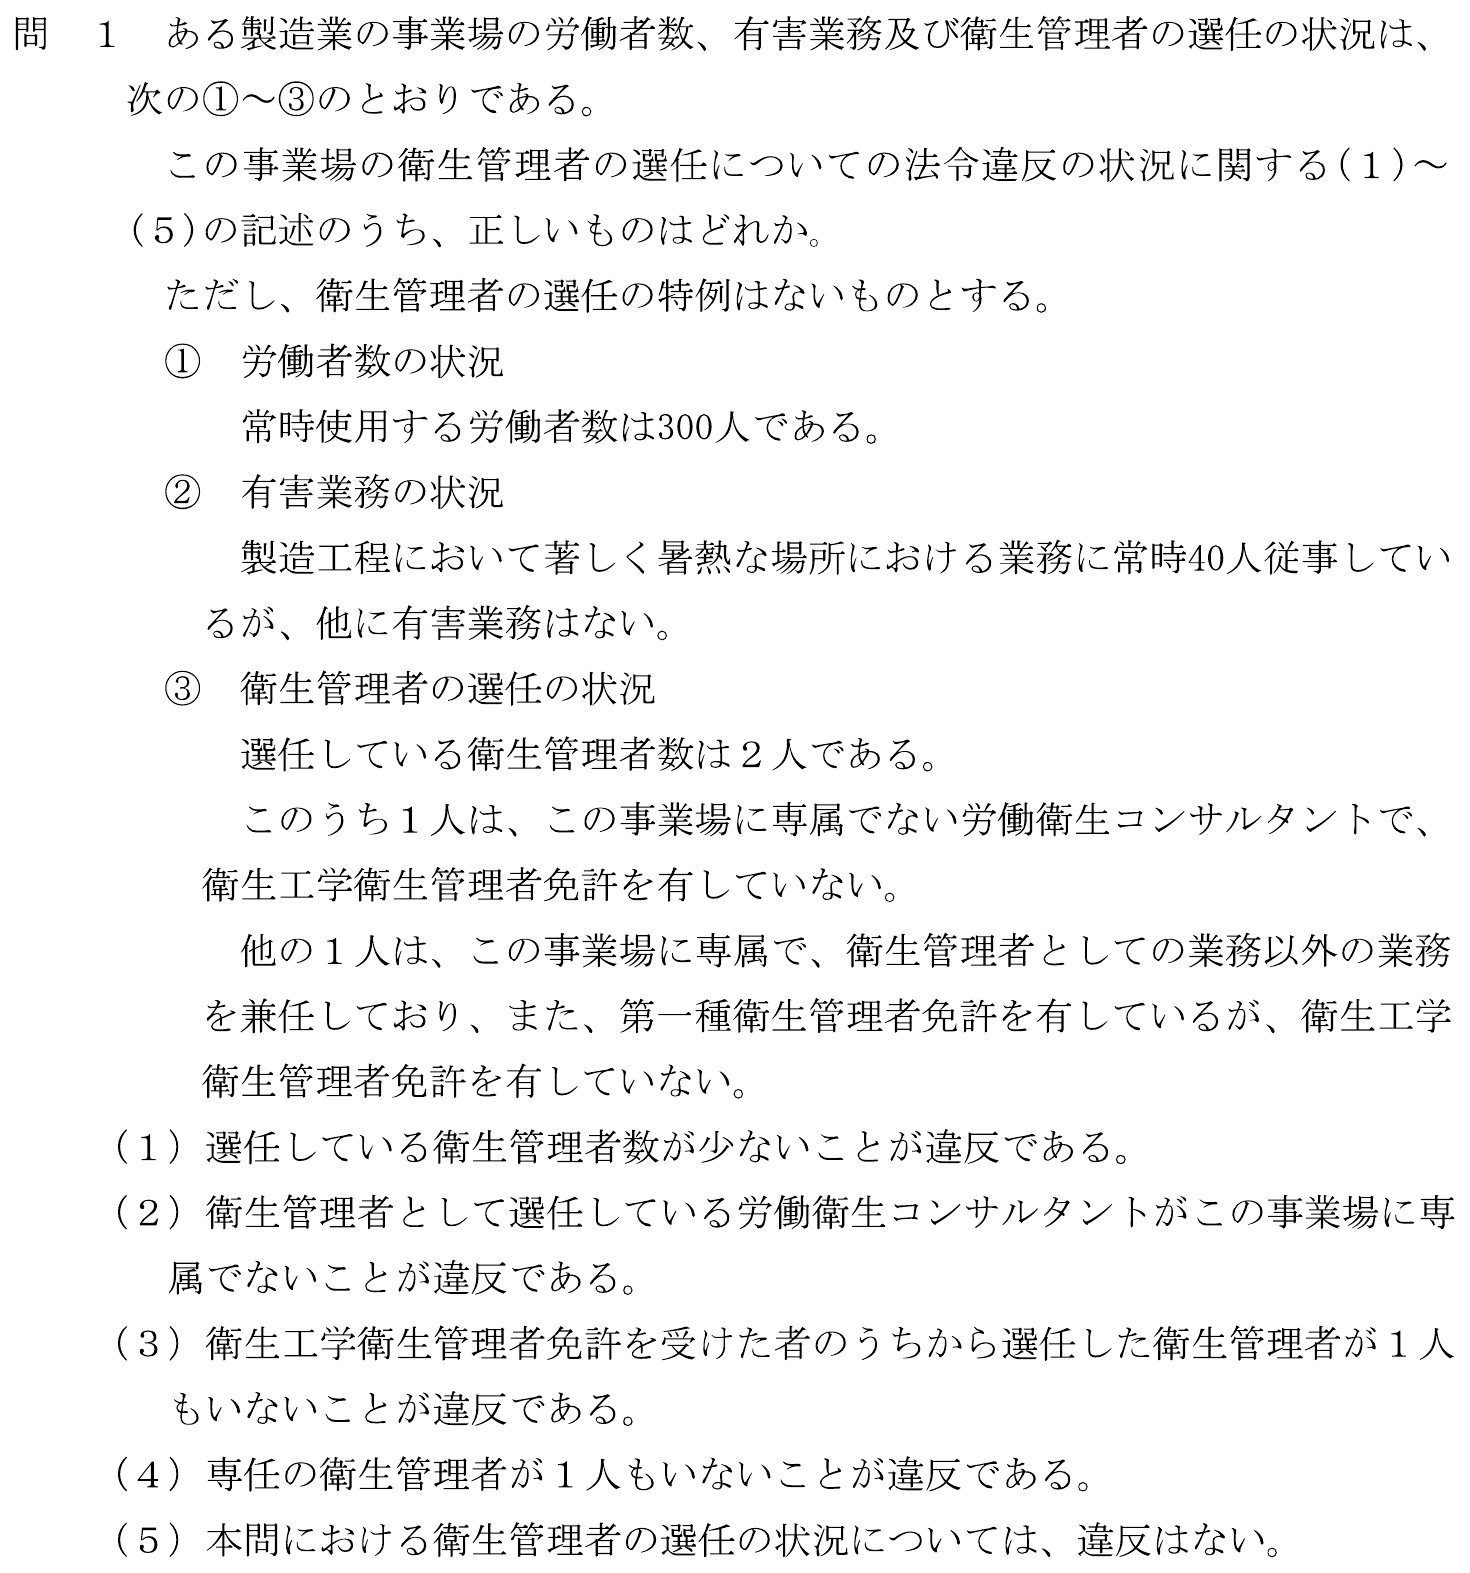 問　１　ある製造業の事業場の労働者数、有害業務及び衛生管理者の選任の状況は、
次の①～③のとおりである。
この事業場の衛生管理者の選任についての法令違反の状況に関する(１)～
(５)の記述のうち、正しいものはどれか。
ただし、衛生管理者の選任の特例はないものとする。
①　労働者数の状況
常時使用する労働者数は300人である。
②　有害業務の状況
製造工程において著しく暑熱な場所における業務に常時40人従事してい
るが、他に有害業務はない。
③　衛生管理者の選任の状況
選任している衛生管理者数は２人である。
このうち１人は、この事業場に専属でない労働衛生コンサルタントで、
衛生工学衛生管理者免許を有していない。
他の１人は、この事業場に専属で、衛生管理者としての業務以外の業務
を兼任しており、また、第一種衛生管理者免許を有しているが、衛生工学
衛生管理者免許を有していない。
(１) 選任している衛生管理者数が少ないことが違反である。
(２) 衛生管理者として選任している労働衛生コンサルタントがこの事業場に専
属でないことが違反である。
(３) 衛生工学衛生管理者免許を受けた者のうちから選任した衛生管理者が１人
もいないことが違反である。
(４) 専任の衛生管理者が１人もいないことが違反である。
(５) 本問における衛生管理者の選任の状況については、違反はない。